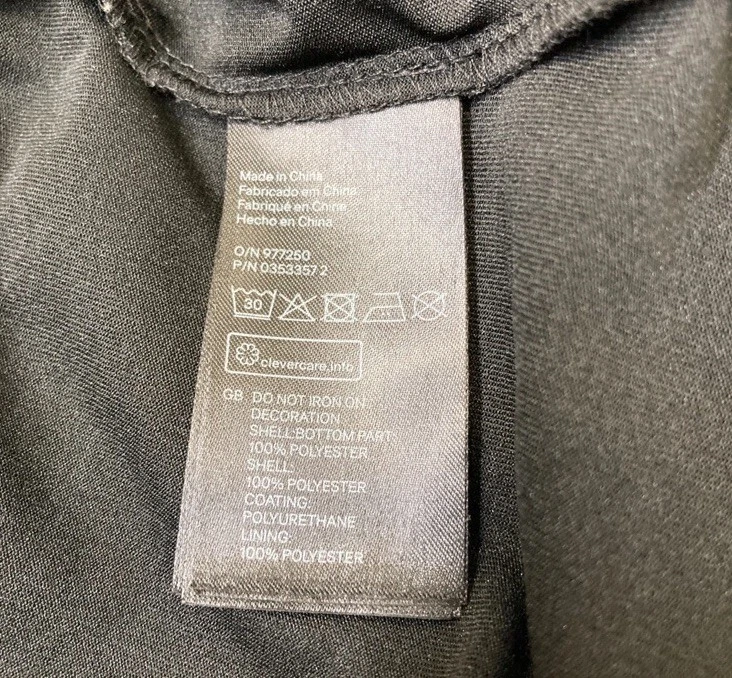 Made in China
Fabricado em China
Fabriqué en Chine
Hecho en China
O/N 977250
P/N 0353357 2
30
clevercare.info
GB DO NOT IRON ON
DECORATION
SHELL:BOTTOM PART:
100% POLYESTER
SHELL:
100% POLYESTER
COATING:
POLYURETHANE
LINING:
100% POLYESTER